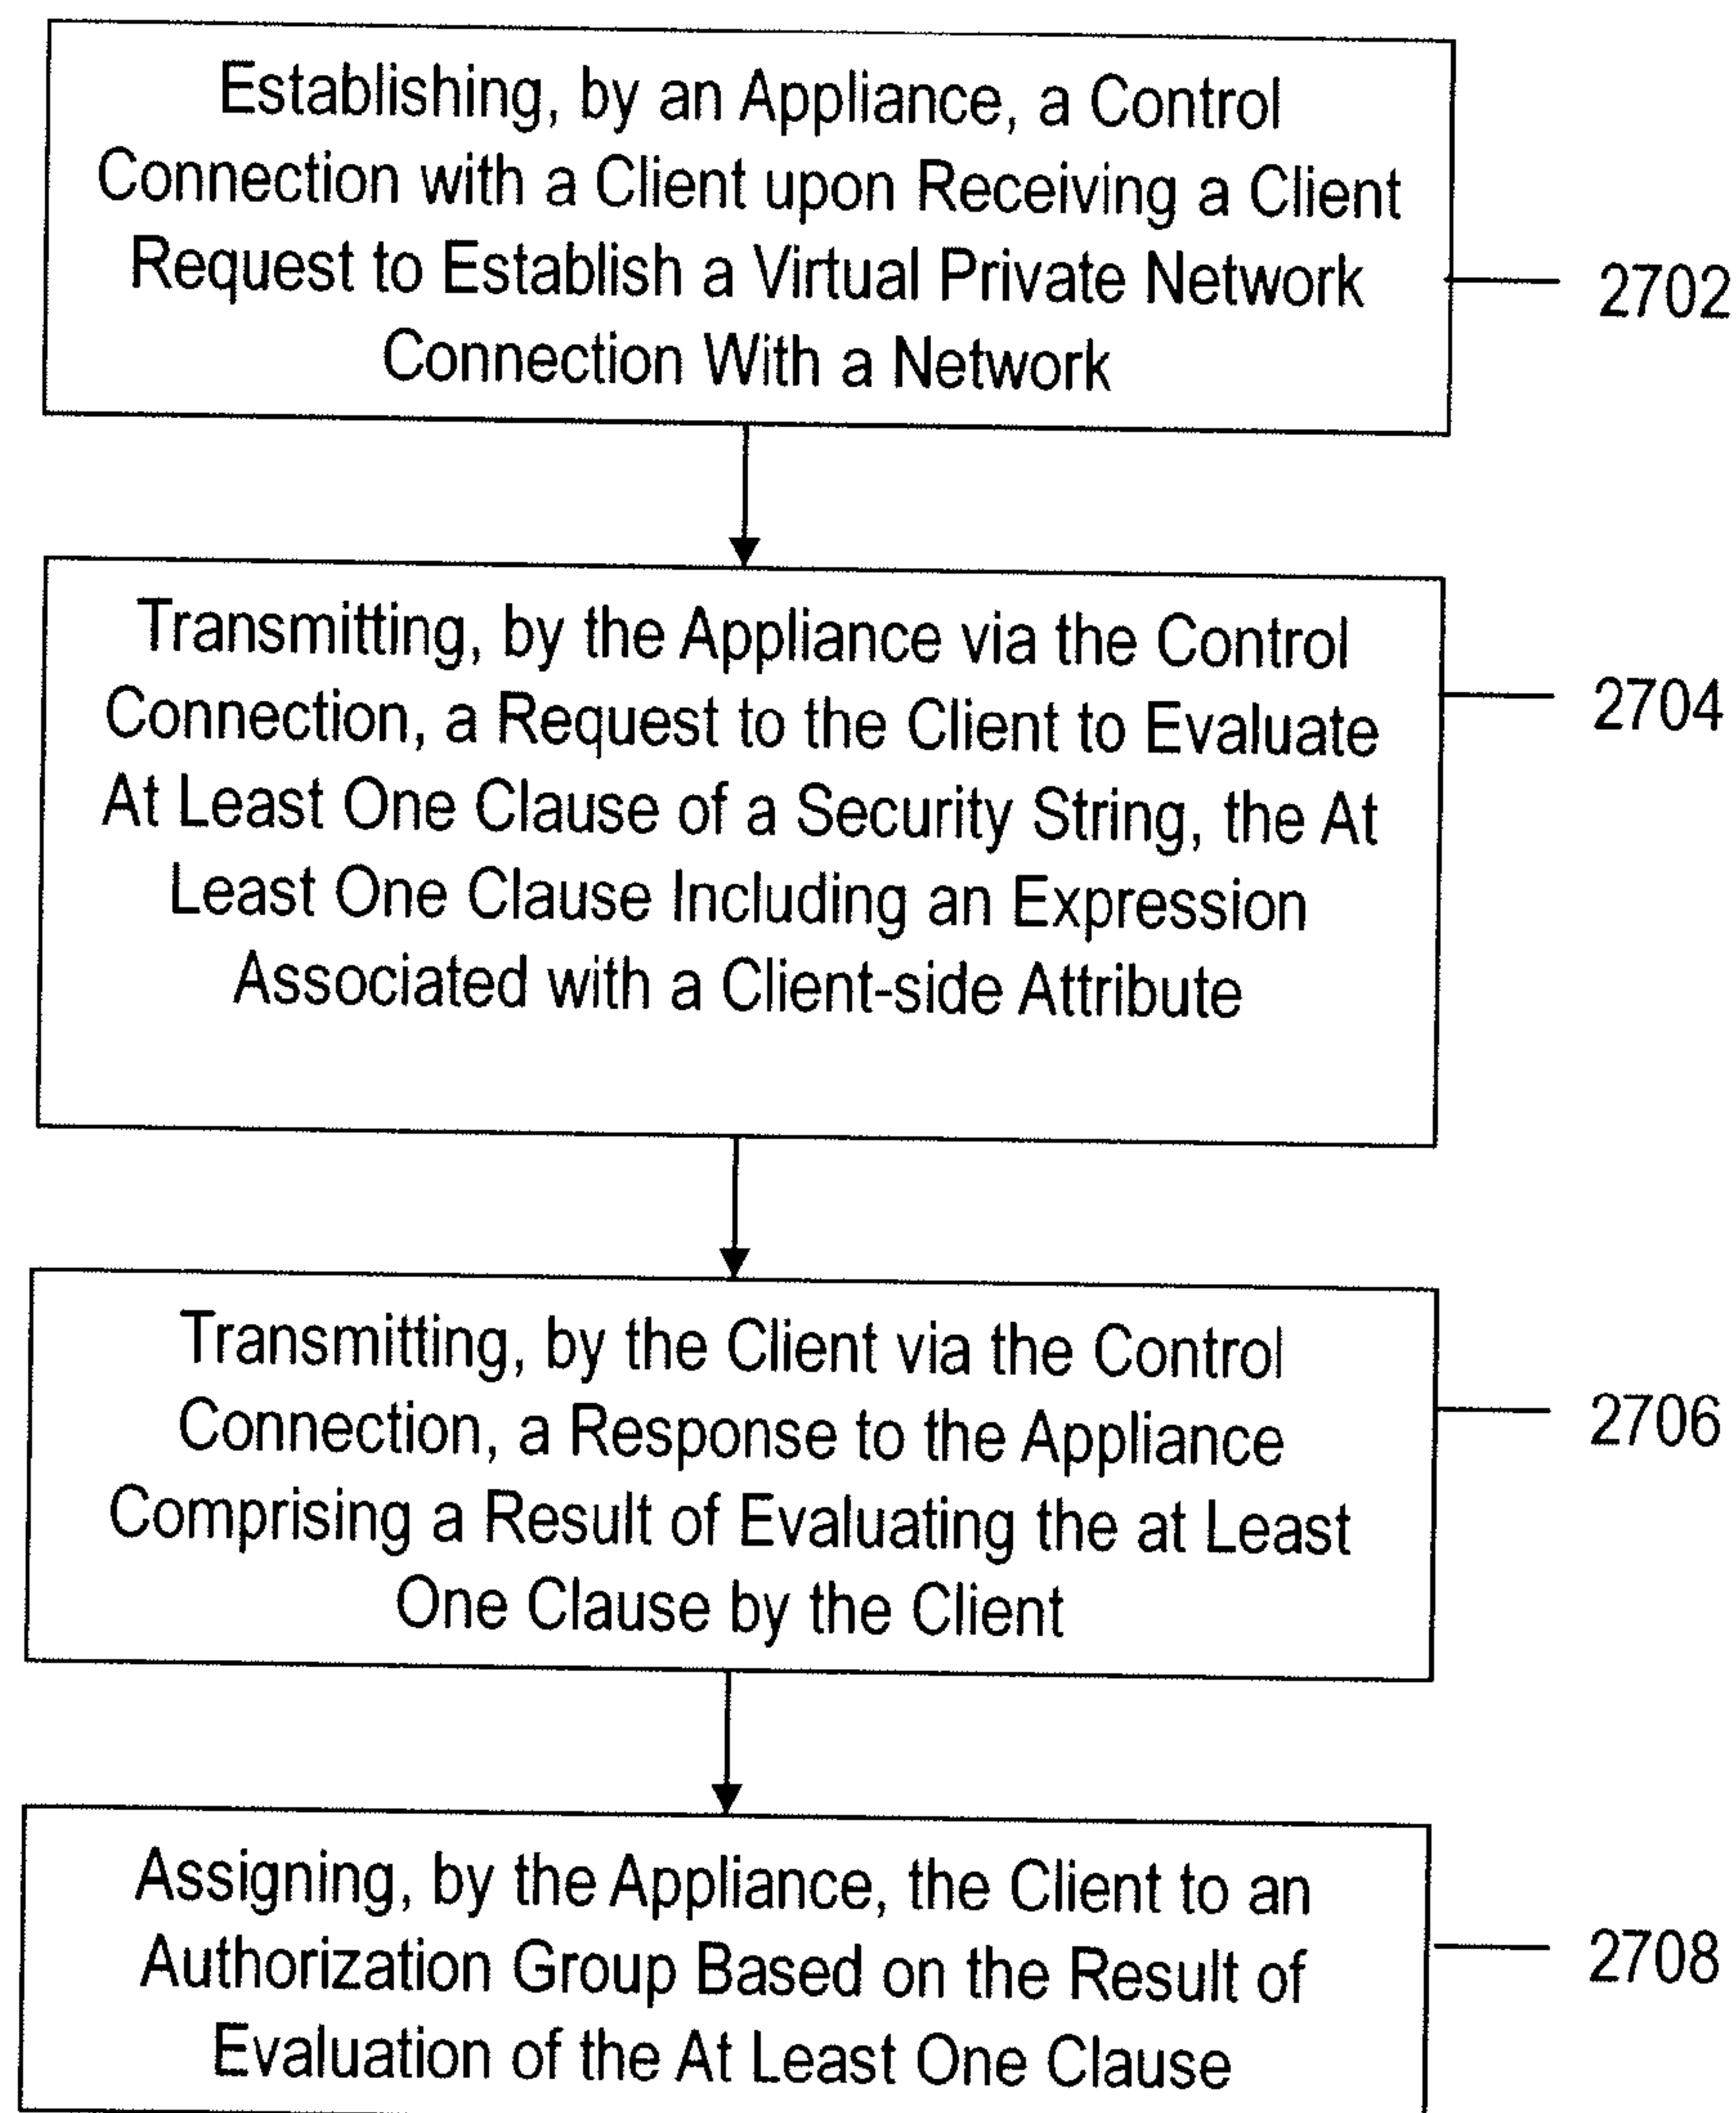 Establishing, by an Appliance, a Control
Connection with a Client upon Receiving a Client
Request to Establish a Virtual Private Network
Connection With a Network
2702
Transmitting, by the Appliance via the Control
Connection, a Request to the Client to Evaluate
At Least One Clause of a Security String, the At
Least One Clause Including an Expression
Associated with a Client-side Attribute
2704
Transmitting, by the Client via the Control
Connection, a Response to the Appliance
Comprising a Result of Evaluating the at Least
One Clause by the Client
2706
Assigning, by the Appliance, the Client to an
Authorization Group Based on the Result of
Evaluation of the At Least One Clause
2708